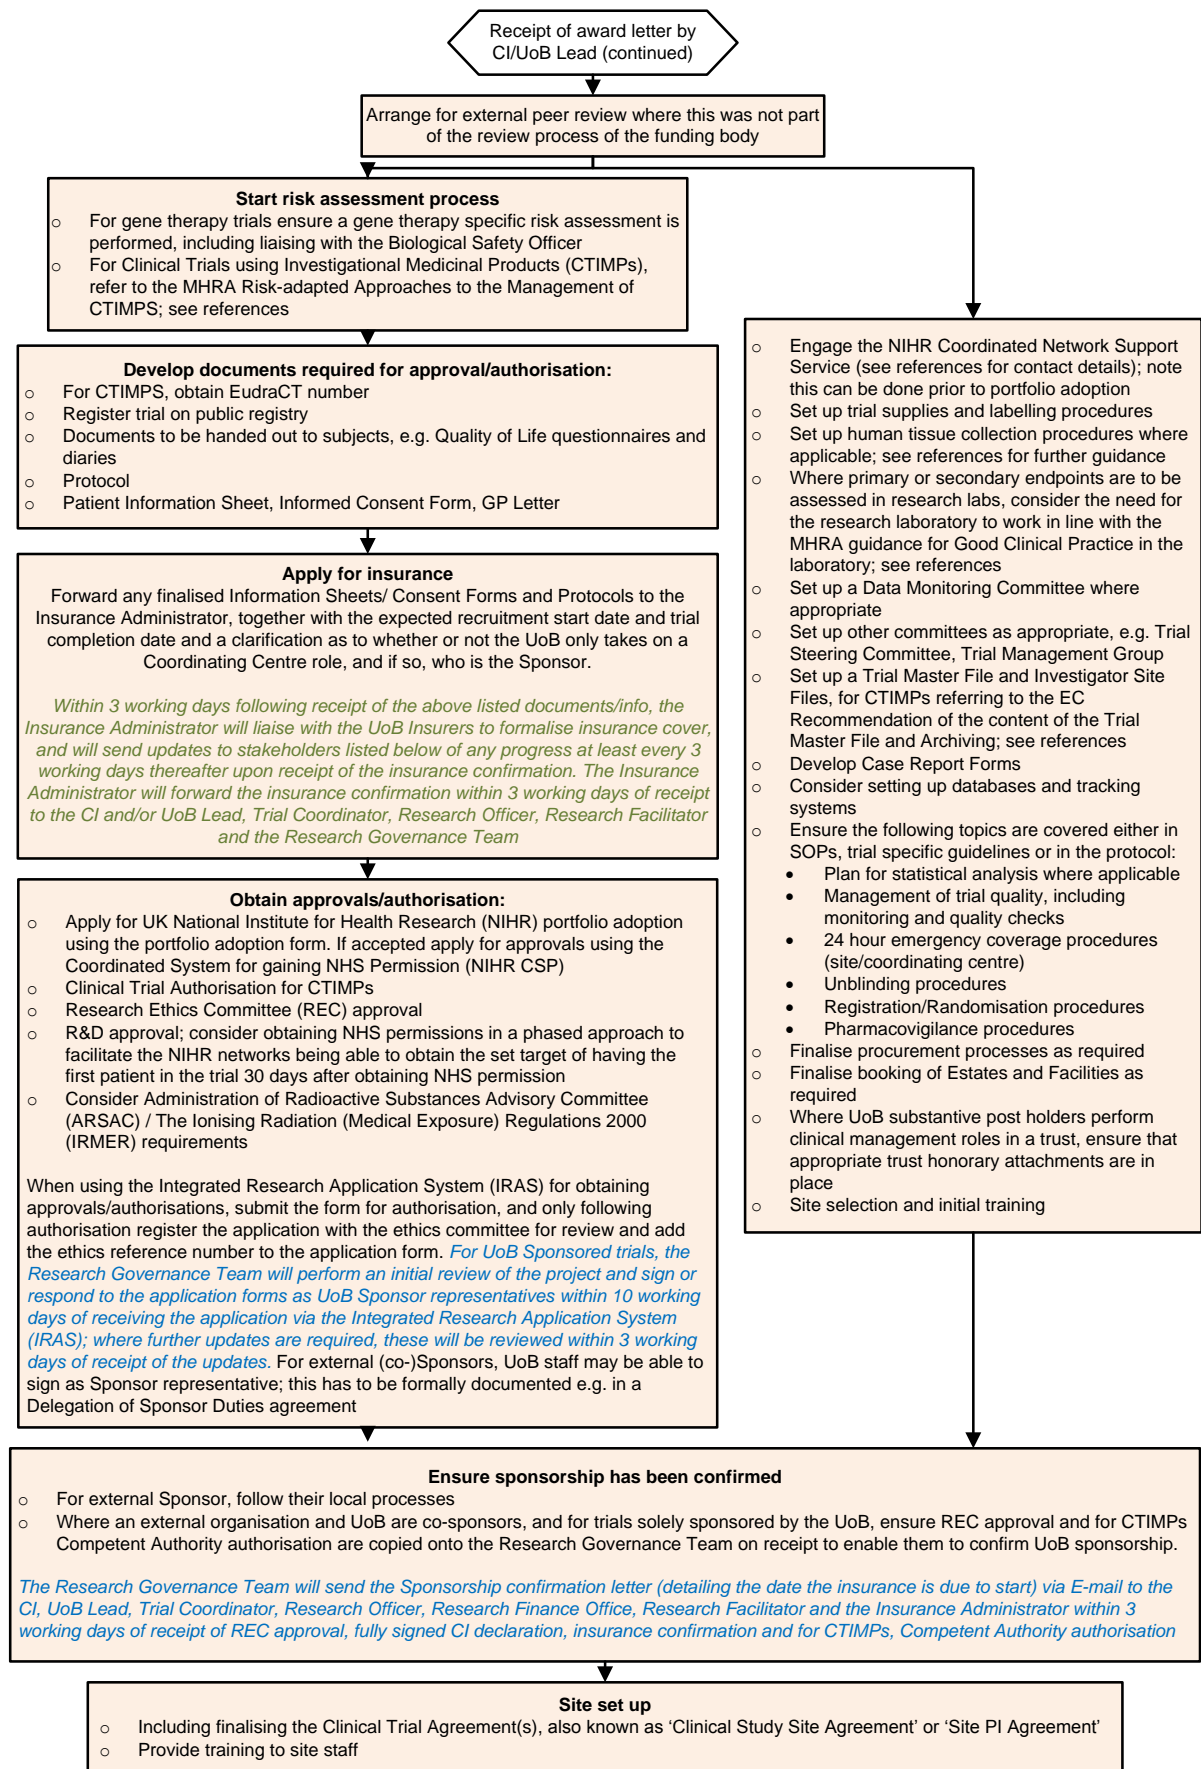 Receipt of award letter by
CI/UoB Lead (continued)
Arrange for external peer review where this was not part
of the review process of the funding body
Start risk assessment process
o For gene therapy trials ensure a gene therapy specific risk assessment is
performed, including liaising with the Biological Safety Officer
o For Clinical Trials using Investigational Medicinal Products (CTIMPs),
refer to the MHRA Risk-adapted Approaches to the Management of
CTIMPS; see references
Develop documents required for approval/authorisation:
o For CTIMPS, obtain EudraCT number
o Register trial on public registry
o Documents to be handed out to subjects, e.g. Quality of Life questionnaires and
diaries
o Protocol
o Patient Information Sheet, Informed Consent Form, GP Letter
Apply for insurance
Forward any finalised Information Sheets/ Consent Forms and Protocols to the
Insurance Administrator, together with the expected recruitment start date and trial
completion date and a clarification as to whether or not the UoB only takes on a
Coordinating Centre role, and if so, who is the Sponsor.
Within 3 working days following receipt of the above listed documents/info, the
Insurance Administrator will liaise with the UoB Insurers to formalise insurance cover,
and will send updates to stakeholders listed below of any progress at least every 3
working days thereafter upon receipt of the insurance confirmation. The Insurance
Administrator will forward the insurance confirmation within 3 working days of receipt
to the CI and/or UoB Lead, Trial Coordinator, Research Officer, Research Facilitator
and the Research Governance Team
Obtain approvals/authorisation:
o Apply for UK National Institute for Health Research (NIHR) portfolio adoption
using the portfolio adoption form. If accepted apply for approvals using the
Coordinated System for gaining NHS Permission (NIHR CSP)
o Clinical Trial Authorisation for CTIMPs
o Research Ethics Committee (REC) approval
o R&D approval; consider obtaining NHS permissions in a phased approach to
facilitate the NIHR networks being able to obtain the set target of having the
first patient in the trial 30 days after obtaining NHS permission
o Consider Administration of Radioactive Substances Advisory Committee
(ARSAC) / The Ionising Radiation (Medical Exposure) Regulations 2000
(IRMER) requirements
When using the Integrated Research Application System (IRAS) for obtaining
approvals/authorisations, submit the form for authorisation, and only following
authorisation register the application with the ethics committee for review and add
the ethics reference number to the application form. For UoB Sponsored trials, the
Research Governance Team will perform an initial review of the project and sign or
respond to the application forms as UoB Sponsor representatives within 10 working
days of receiving the application via the Integrated Research Application System
(IRAS); where further updates are required, these will be reviewed within 3 working
days of receipt of the updates. For external (co-)Sponsors, UoB staff may be able to
sign as Sponsor representative; this has to be formally documented e.g. in a
Delegation of Sponsor Duties agreement
o Engage the NIHR Coordinated Network Support
Service (see references for contact details); note
this can be done prior to portfolio adoption
o Set up trial supplies and labelling procedures
o Set up human tissue collection procedures where
applicable; see references for further guidance
o Where primary or secondary endpoints are to be
assessed in research labs, consider the need for
the research laboratory to work in line with the
MHRA guidance for Good Clinical Practice in the
laboratory; see references
o Set up a Data Monitoring Committee where
appropriate
o Set up other committees as appropriate, e.g. Trial
Steering Committee, Trial Management Group
o Set up a Trial Master File and Investigator Site
Files, for CTIMPs referring to the EC
Recommendation of the content of the Trial
Master File and Archiving; see references
o Develop Case Report Forms
o Consider setting up databases and tracking
systems
o Ensure the following topics are covered either in
SOPs, trial specific guidelines or in the protocol:
• Plan for statistical analysis where applicable
• Management of trial quality, including
monitoring and quality checks
• 24 hour emergency coverage procedures
(site/coordinating centre)
• Unblinding procedures
• Registration/Randomisation procedures
• Pharmacovigilance procedures
o Finalise procurement processes as required
o Finalise booking of Estates and Facilities as
required
o Where UoB substantive post holders perform
clinical management roles in a trust, ensure that
appropriate trust honorary attachments are in
place
o Site selection and initial training
Ensure sponsorship has been confirmed
o For external Sponsor, follow their local processes
o Where an external organisation and UoB are co-sponsors, and for trials solely sponsored by the UoB, ensure REC approval and for CTIMPs
Competent Authority authorisation are copied onto the Research Governance Team on receipt to enable them to confirm UoB sponsorship.
The Research Governance Team will send the Sponsorship confirmation letter (detailing the date the insurance is due to start) via E-mail to the
CI, UoB Lead, Trial Coordinator, Research Officer, Research Finance Office, Research Facilitator and the Insurance Administrator within 3
working days of receipt of REC approval, fully signed CI declaration, insurance confirmation and for CTIMPs, Competent Authority authorisation
Site set up
o Including finalising the Clinical Trial Agreement(s), also known as ‘Clinical Study Site Agreement’ or ‘Site PI Agreement’
o Provide training to site staff